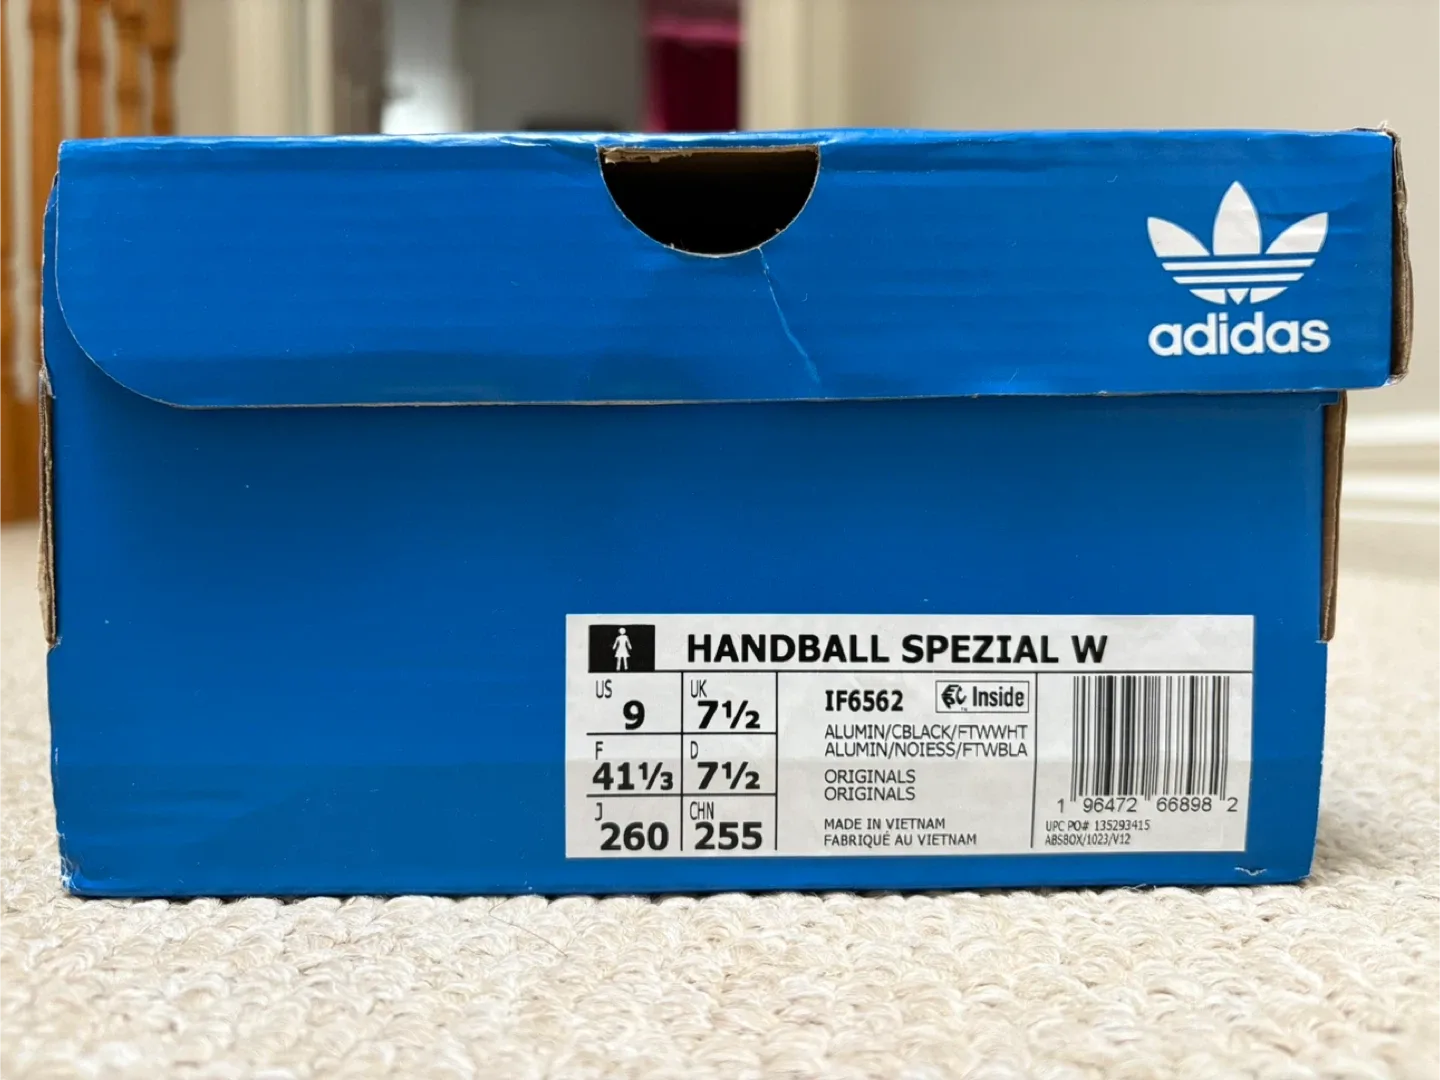 adidas
HANDBALL SPEZIAL W
US
9
UK
7½
F
41⅓
D
7½
J
260
CHN
255
IF6562
Inside
ALUMIN/CBLACK/FTWWHT
ALUMIN/NOIESS/FTWBLA
ORIGINALS
ORIGINALS
MADE IN VIETNAM
FABRIQUÉ AU VIETNAM
1 96472 66898 2
UPC PO# 135293415
ABSBOX/1023/V12